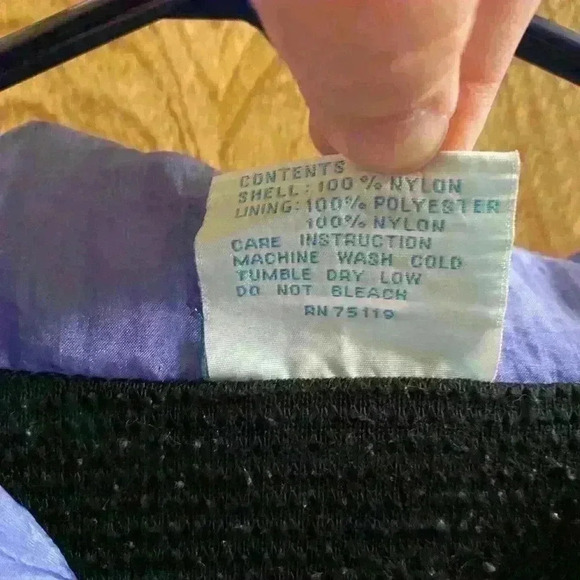 CONTENTS
SHELL: 100 % NYLON
LINING: 100% POLYESTER
100% NYLON
CARE INSTRUCTION
MACHINE WASH COLD
TUMBLE DRY LOW
DO NOT BLEACH
RN 75119